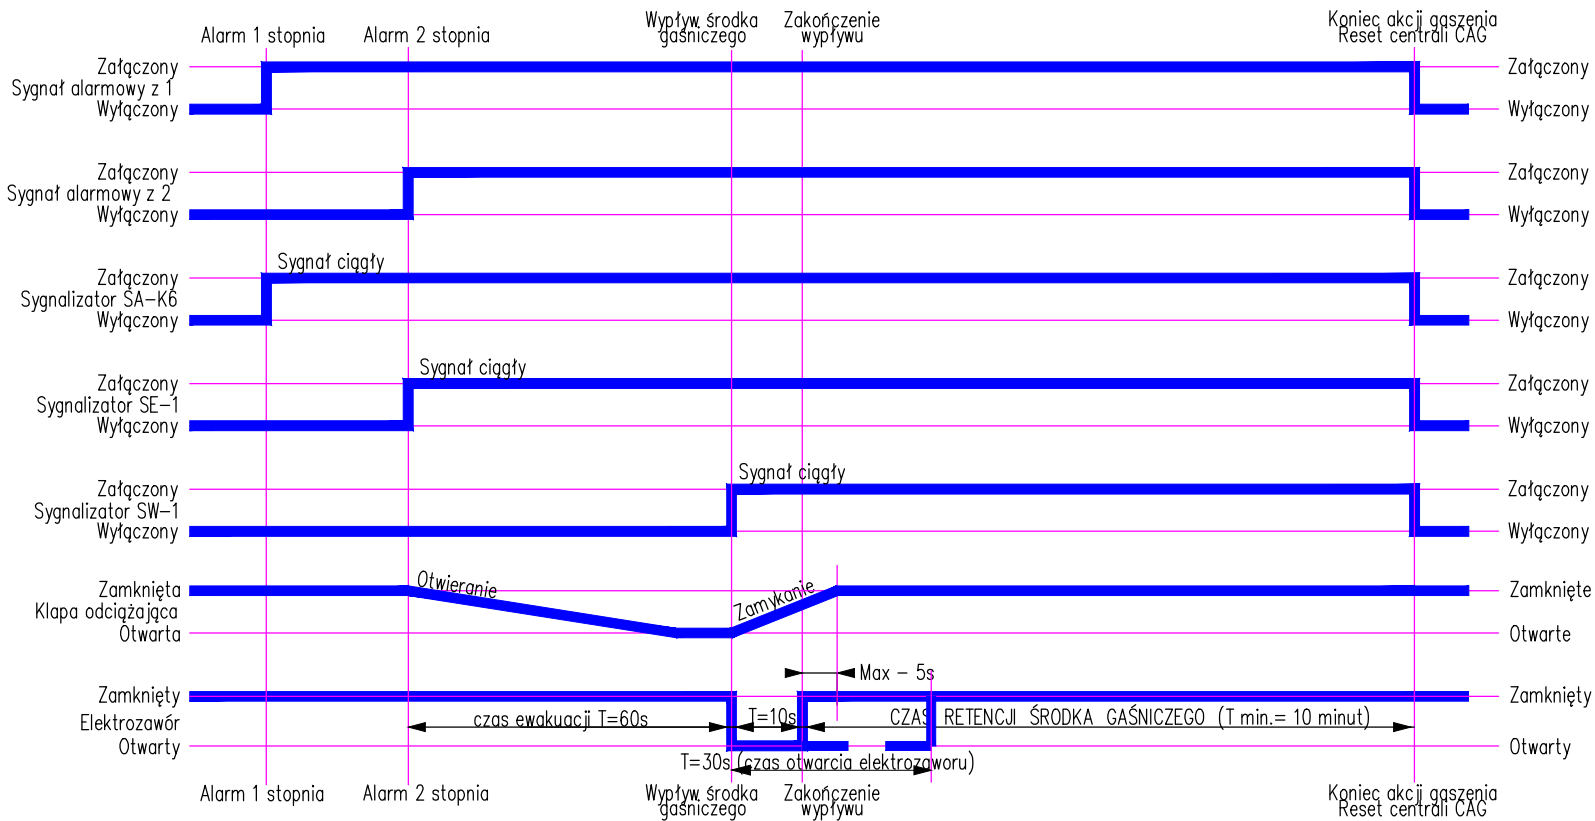 Alarm 1 stopnia
Alarm 2 stopnia
Wypływ środka
gaśniczego
Zakończenie
wypływu
Koniec akcji gaszenia
Reset centrali CAG
Załączony
Sygnał alarmowy z 1
Wyłączony
Załączony
Wyłączony
Załączony
Sygnał alarmowy z 2
Wyłączony
Załączony
Wyłączony
Sygnał ciągły
Załączony
Sygnalizator SA-K6
Wyłączony
Załączony
Wyłączony
Sygnał ciągły
Załączony
Sygnalizator SE-1
Wyłączony
Załączony
Wyłączony
Sygnał ciągły
Załączony
Sygnalizator SW-1
Wyłączony
Załączony
Wyłączony
Zamknięta
Klapa odciążająca
Otwarta
Otwieranie
Zamykanie
Zamknięte
Otwarte
Max - 5s
Zamknięty
Elektrozawór
Otwarty
czas ewakuacji T=60s
T=10s
CZAS RETENCJI ŚRODKA GAŚNICZEGO (T min.= 10 minut)
Zamknięty
Otwarty
T=30s (czas otwarcia elektrozaworu)
Alarm 1 stopnia
Alarm 2 stopnia
Wypływ środka
gaśniczego
Zakończenie
wypływu
Koniec akcji gaszenia
Reset centrali CAG